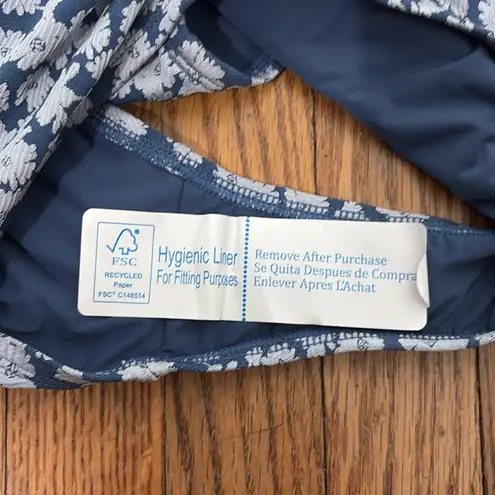 FSC
RECYCLED
Paper
FSC® C148514
Hygienic Liner
For Fitting Purposes
Remove After Purchase
Se Quita Despues de Compra
Enlever Apres L'Achat